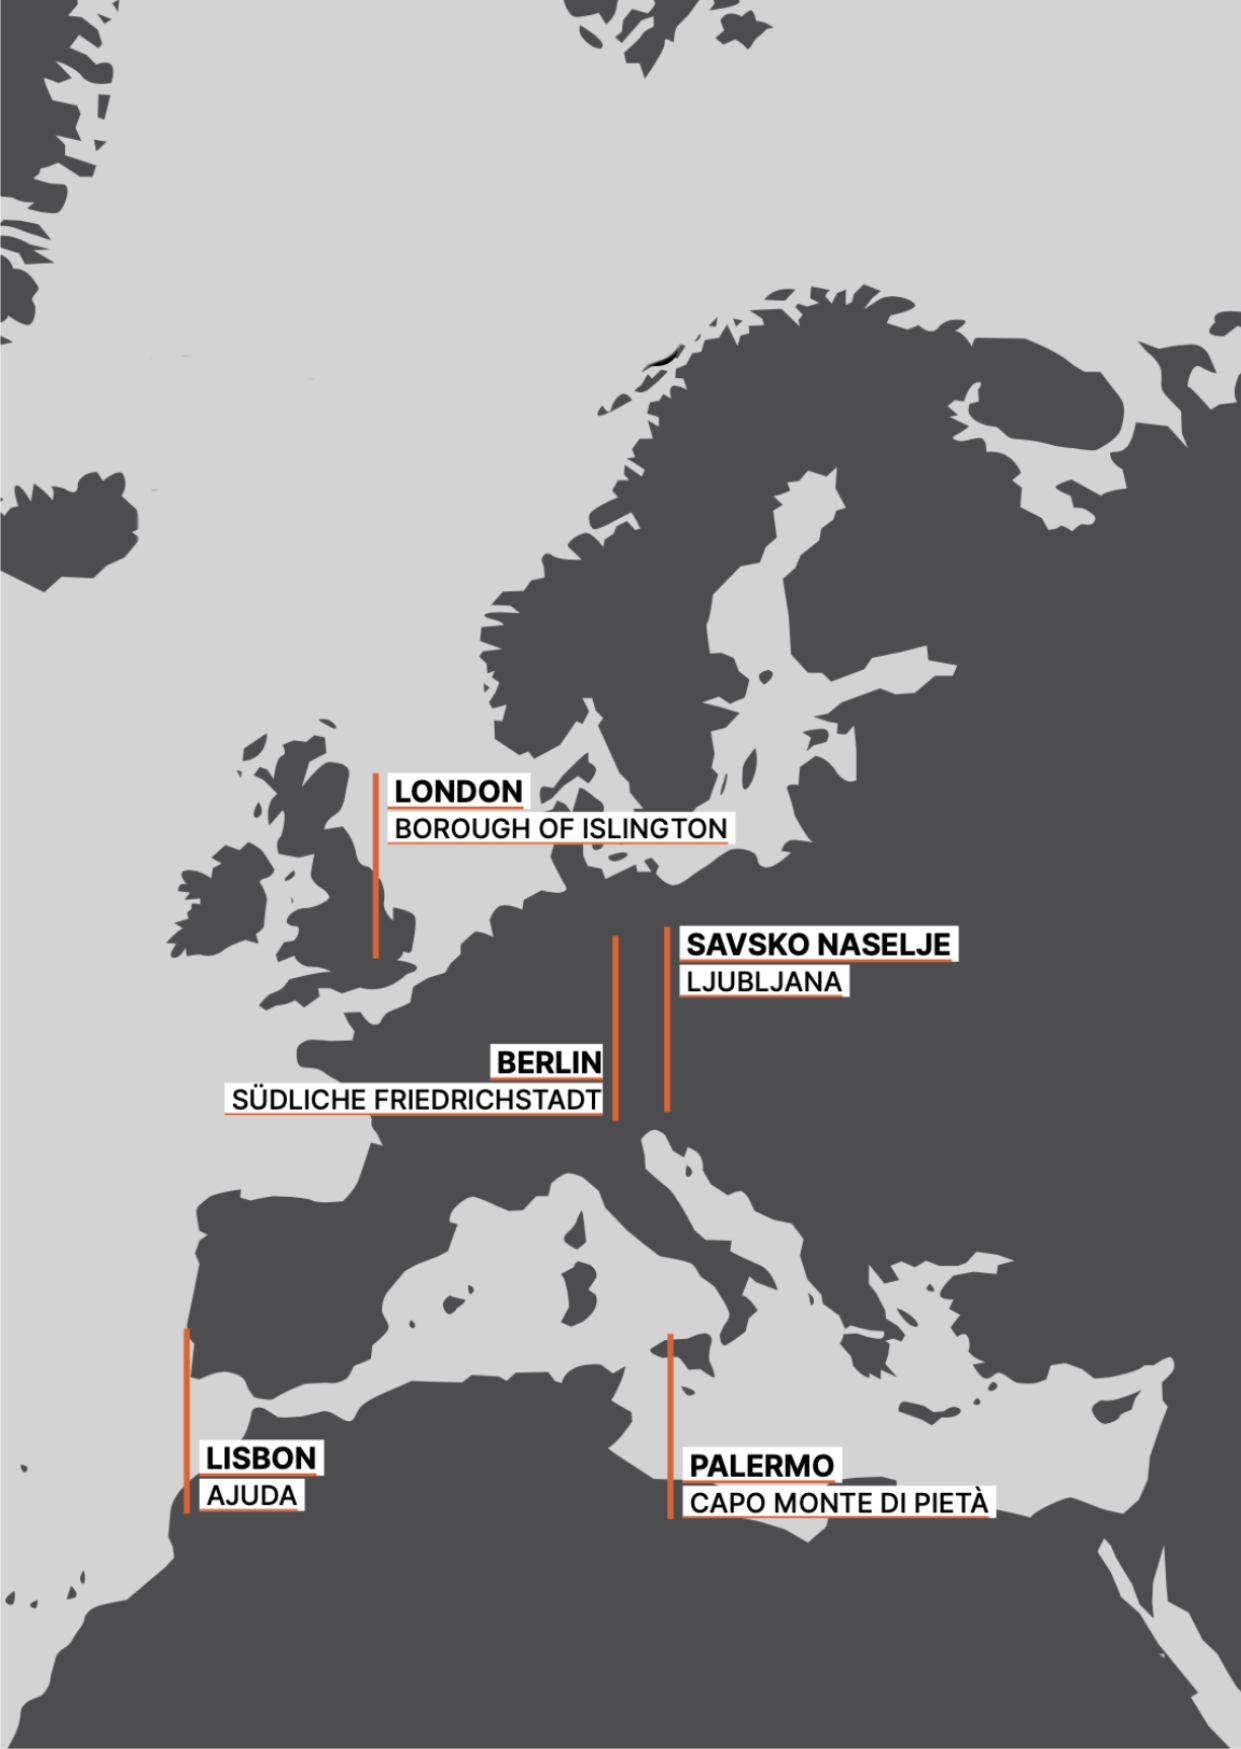 LONDON
BOROUGH OF ISLINGTON
SAVSKO NASELJE
LJUBLJANA
BERLIN
SÜDLICHE FRIEDRICHSTADT
LISBON
AJUDA
PALERMO
CAPO MONTE DI PIETÀ